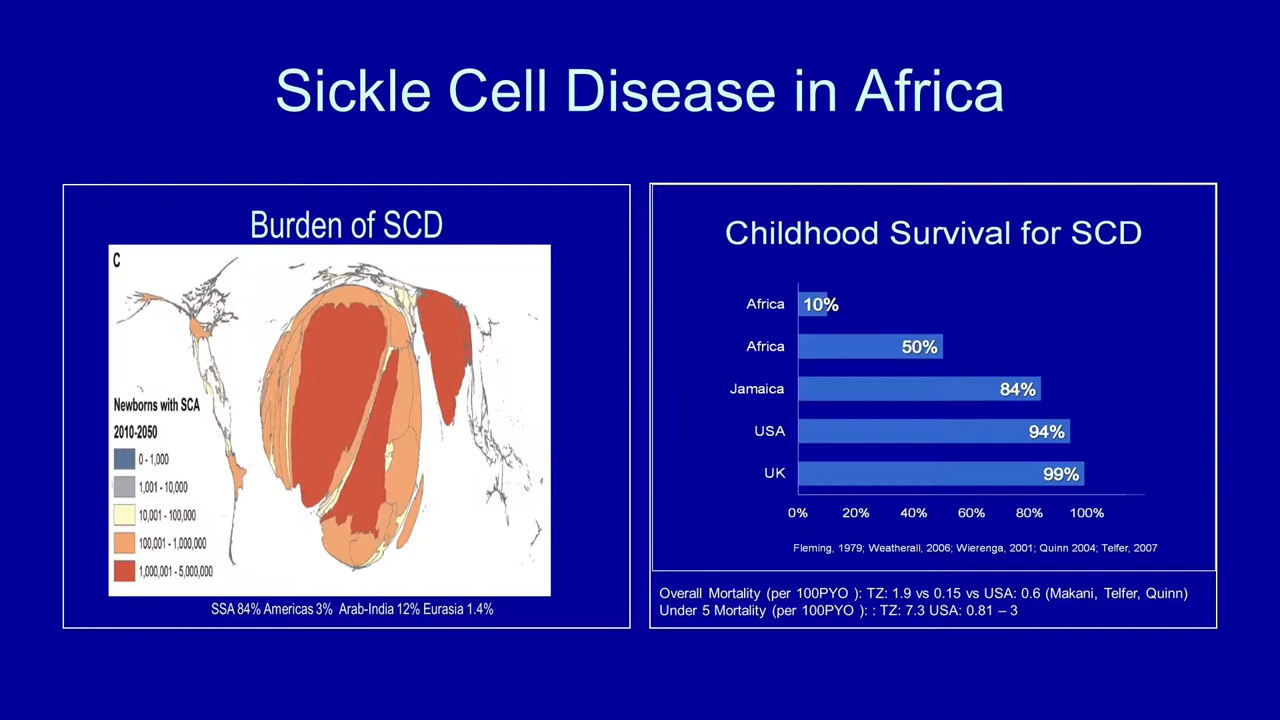 Sickle Cell Disease in Africa
Burden of SCD
C
Newborns with SCA
2010-2050
0 - 1,000
1,001 - 10,000
10,001 - 100,000
100,001 - 1,000,000
1,000,001 - 5,000,000
SSA 84% Americas 3% Arab-India 12% Eurasia 1.4%
Childhood Survival for SCD
Africa 10%
Africa 50%
Jamaica 84%
USA 94%
UK 99%
0% 20% 40% 60% 80% 100%
Fleming, 1979; Weatherall, 2006; Wierenga, 2001; Quinn 2004; Telfer, 2007
Overall Mortality (per 100PYO ): TZ: 1.9 vs 0.15 vs USA: 0.6 (Makani, Telfer, Quinn)
Under 5 Mortality (per 100PYO ): : TZ: 7.3 USA: 0.81 – 3